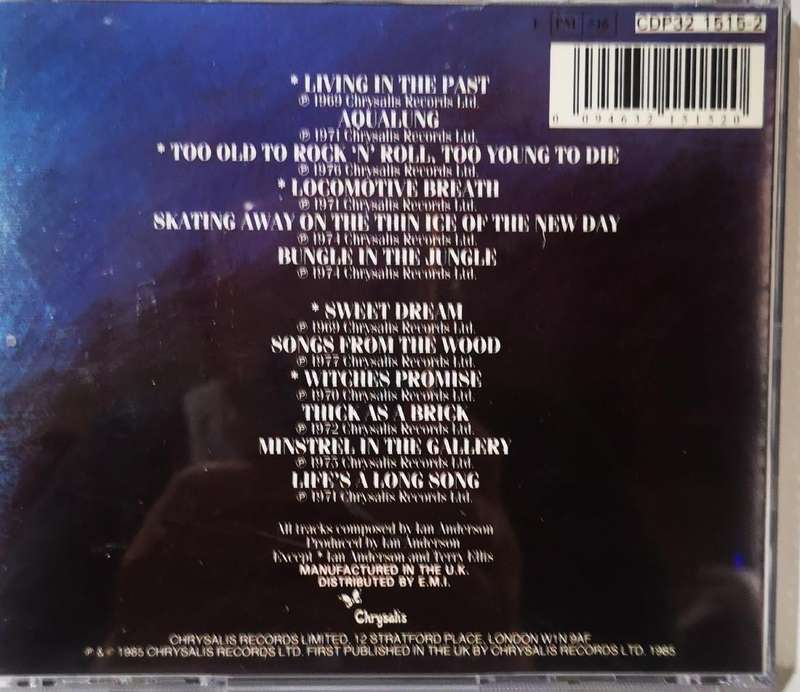 PM 546
CDP32 1515-2
0 094632 151520
* LIVING IN THE PAST
℗ 1969 Chrysalis Records Ltd.
AQUALUNG
℗ 1971 Chrysalis Records Ltd.
* TOO OLD TO ROCK 'N' ROLL, TOO YOUNG TO DIE
℗ 1976 Chrysalis Records Ltd.
* LOCOMOTIVE BREATH
℗ 1971 Chrysalis Records Ltd.
SKATING AWAY ON THE THIN ICE OF THE NEW DAY
℗ 1974 Chrysalis Records Ltd.
BUNGLE IN THE JUNGLE
℗ 1974 Chrysalis Records Ltd.
* SWEET DREAM
℗ 1969 Chrysalis Records Ltd.
SONGS FROM THE WOOD
℗ 1977 Chrysalis Records Ltd.
* WITCHES PROMISE
℗ 1970 Chrysalis Records Ltd.
THICK AS A BRICK
℗ 1972 Chrysalis Records Ltd.
MINSTREL IN THE GALLERY
℗ 1975 Chrysalis Records Ltd.
LIFE'S A LONG SONG
℗ 1971 Chrysalis Records Ltd.
All tracks composed by Ian Anderson
Produced by Ian Anderson
Except * Ian Anderson and Terry Ellis
MANUFACTURED IN THE U.K.
DISTRIBUTED BY E.M.I.
Chrysalis
CHRYSALIS RECORDS LIMITED, 12 STRATFORD PLACE, LONDON W1N 9AF
℗ & © 1985 CHRYSALIS RECORDS LTD. FIRST PUBLISHED IN THE UK BY CHRYSALIS RECORDS LTD. 1985